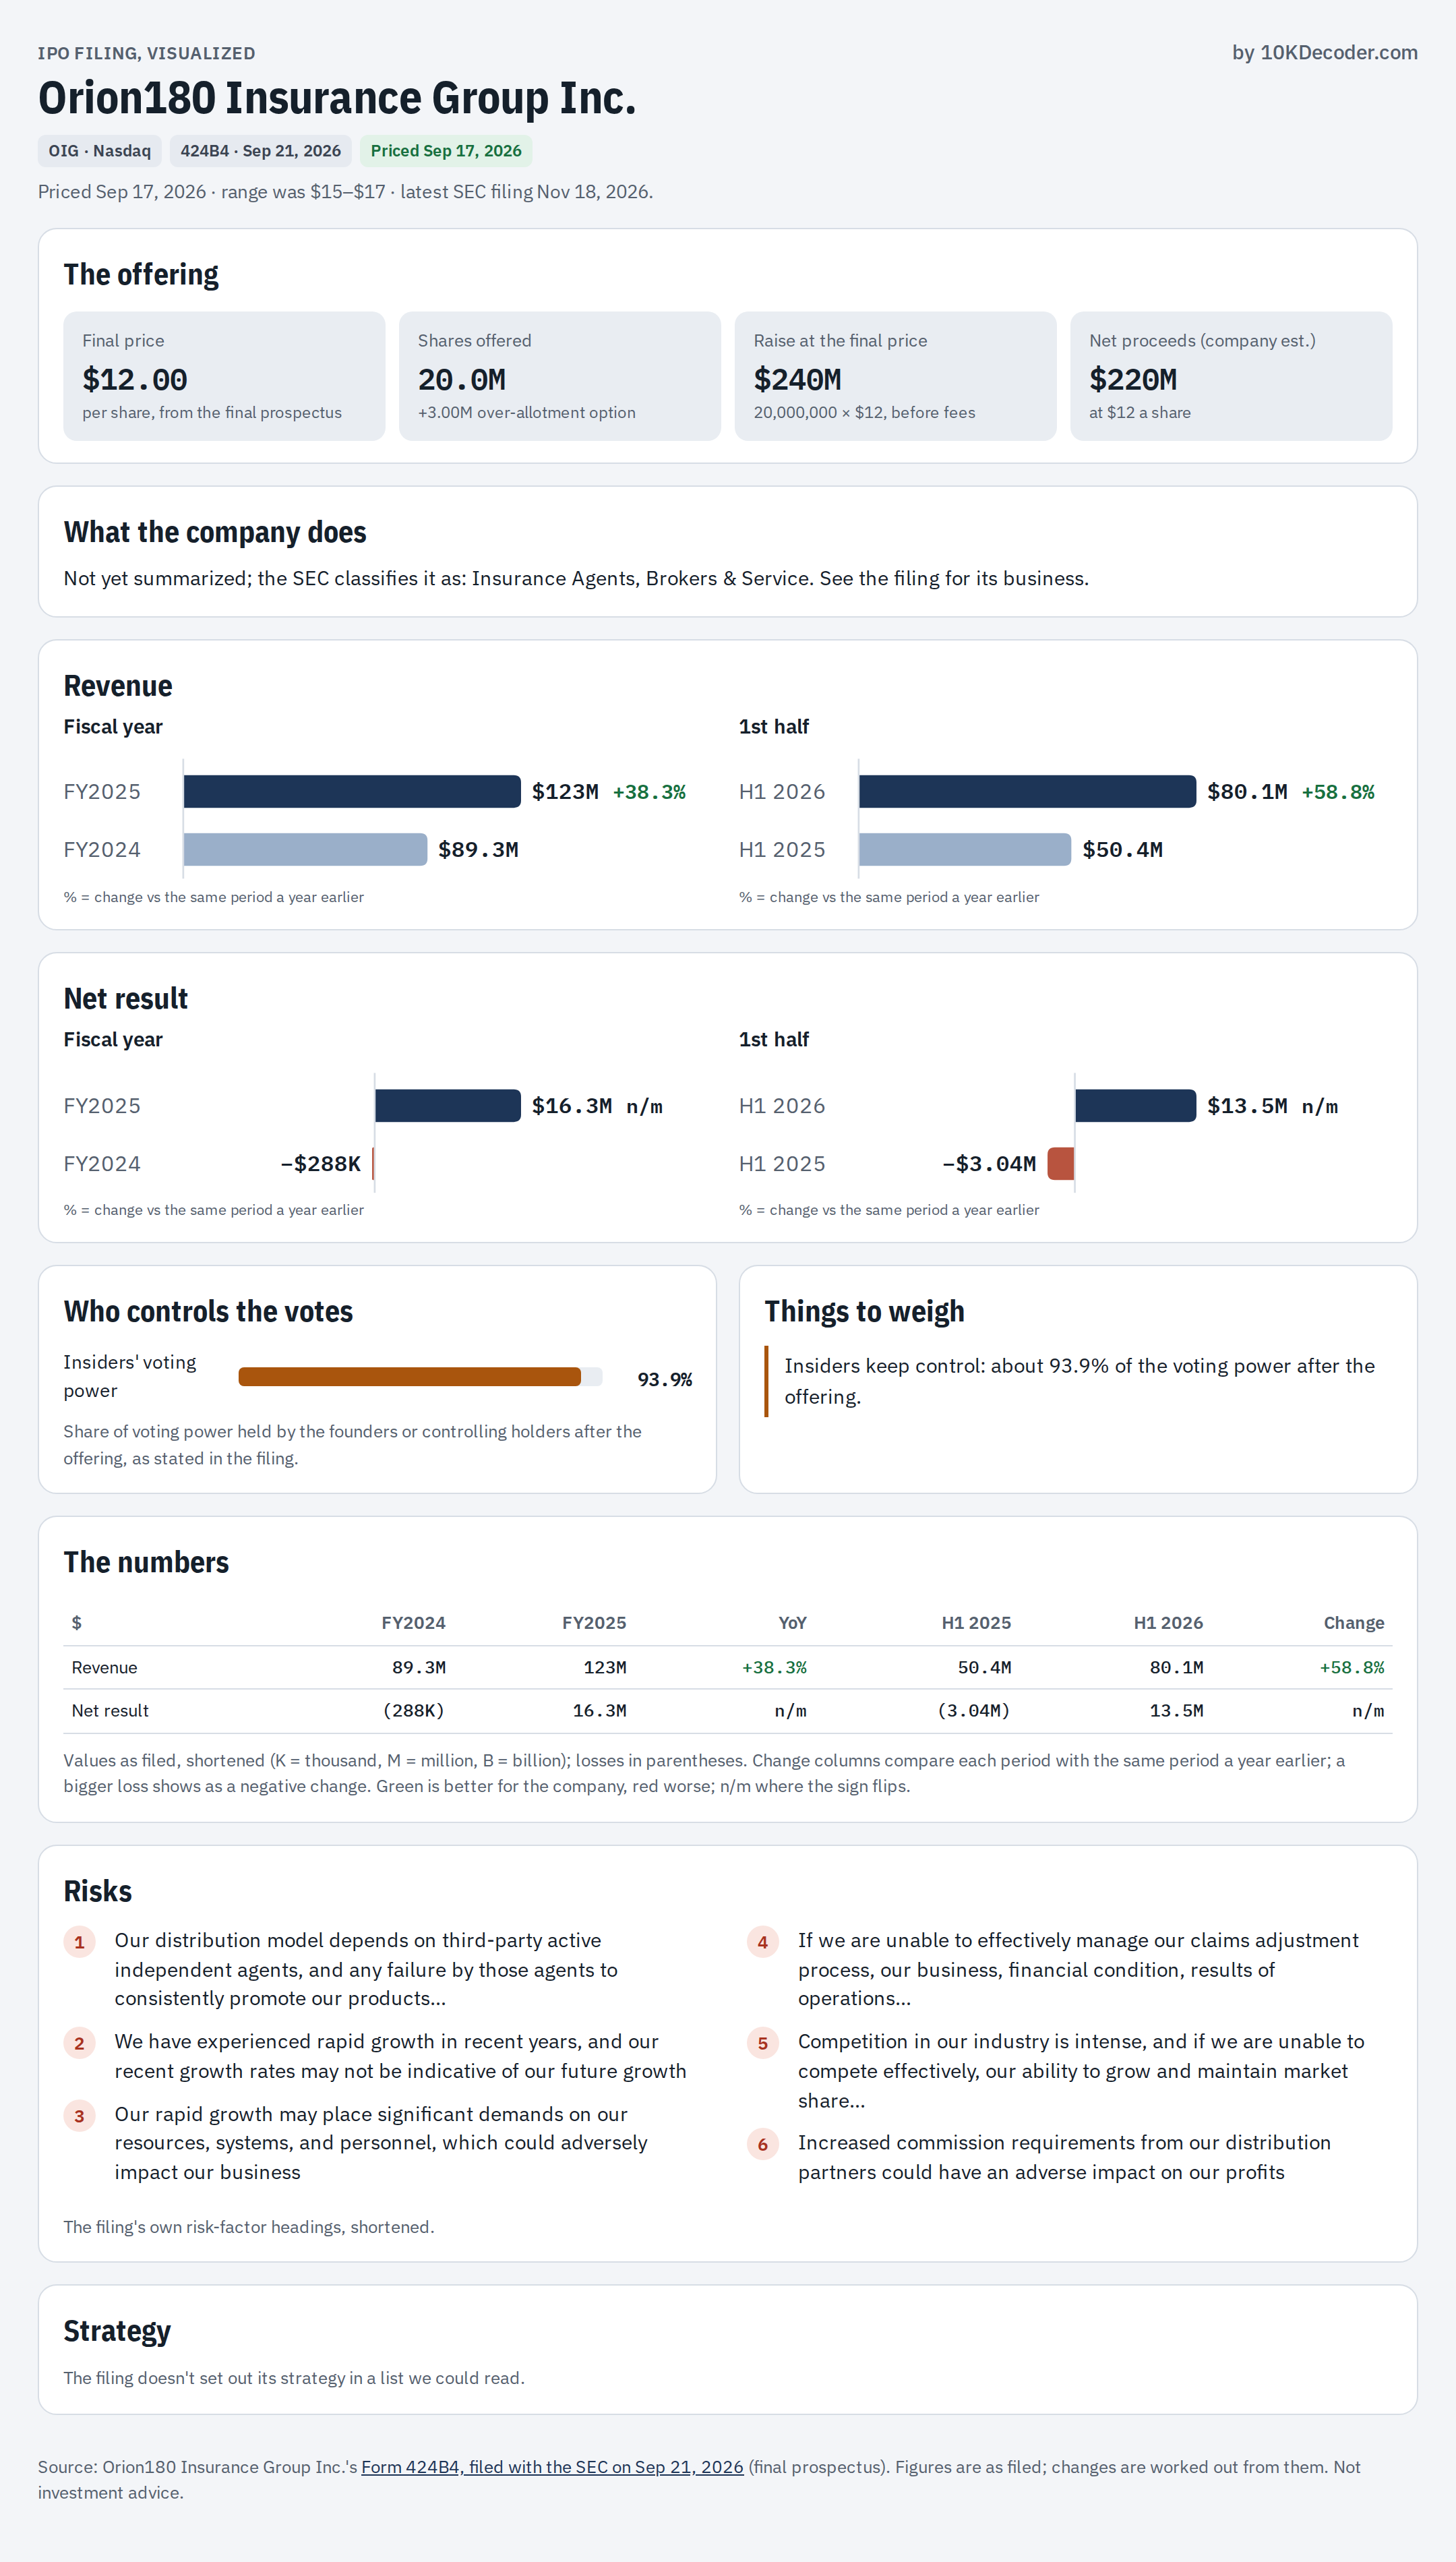 IPO FILING, VISUALIZED
by 10KDecoder.com
Orion180 Insurance Group Inc.
OIG · Nasdaq
424B4 · Sep 21, 2026
Priced Sep 17, 2026
Priced Sep 17, 2026 · range was $15–$17 · latest SEC filing Nov 18, 2026.
The offering
Final price
$12.00
per share, from the final prospectus
Shares offered
20.0M
+3.00M over-allotment option
Raise at the final price
$240M
20,000,000 × $12, before fees
Net proceeds (company est.)
$220M
at $12 a share
What the company does
Not yet summarized; the SEC classifies it as: Insurance Agents, Brokers & Service. See the filing for its business.
Revenue
Fiscal year
FY2025 $123M +38.3%
FY2024 $89.3M
% = change vs the same period a year earlier
1st half
H1 2026 $80.1M +58.8%
H1 2025 $50.4M
% = change vs the same period a year earlier
Net result
Fiscal year
FY2025 $16.3M n/m
FY2024 −$288K
% = change vs the same period a year earlier
1st half
H1 2026 $13.5M n/m
H1 2025 −$3.04M
% = change vs the same period a year earlier
Who controls the votes
Insiders' voting
power
93.9%
Share of voting power held by the founders or controlling holders after the
offering, as stated in the filing.
Things to weigh
Insiders keep control: about 93.9% of the voting power after the
offering.
The numbers
$ FY2024 FY2025 YoY H1 2025 H1 2026 Change
Revenue 89.3M 123M +38.3% 50.4M 80.1M +58.8%
Net result (288K) 16.3M n/m (3.04M) 13.5M n/m
Values as filed, shortened (K = thousand, M = million, B = billion); losses in parentheses. Change columns compare each period with the same period a year earlier; a
bigger loss shows as a negative change. Green is better for the company, red worse; n/m where the sign flips.
Risks
1 Our distribution model depends on third-party active
independent agents, and any failure by those agents to
consistently promote our products…
2 We have experienced rapid growth in recent years, and our
recent growth rates may not be indicative of our future growth
3 Our rapid growth may place significant demands on our
resources, systems, and personnel, which could adversely
impact our business
4 If we are unable to effectively manage our claims adjustment
process, our business, financial condition, results of
operations…
5 Competition in our industry is intense, and if we are unable to
compete effectively, our ability to grow and maintain market
share…
6 Increased commission requirements from our distribution
partners could have an adverse impact on our profits
The filing's own risk-factor headings, shortened.
Strategy
The filing doesn't set out its strategy in a list we could read.
Source: Orion180 Insurance Group Inc.'s Form 424B4, filed with the SEC on Sep 21, 2026 (final prospectus). Figures are as filed; changes are worked out from them. Not
investment advice.